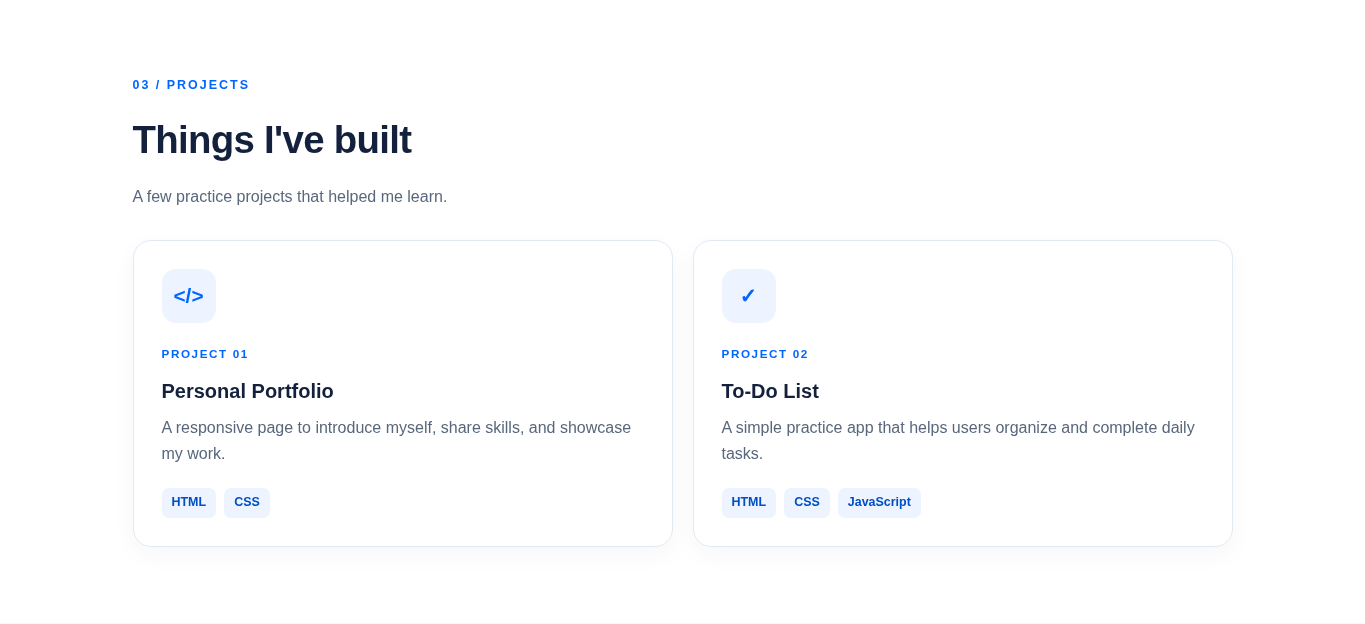 03 / PROJECTS
Things I've built
A few practice projects that helped me learn.
</>
PROJECT 01
Personal Portfolio
A responsive page to introduce myself, share skills, and showcase
my work.
HTML CSS
✓
PROJECT 02
To-Do List
A simple practice app that helps users organize and complete daily
tasks.
HTML CSS JavaScript